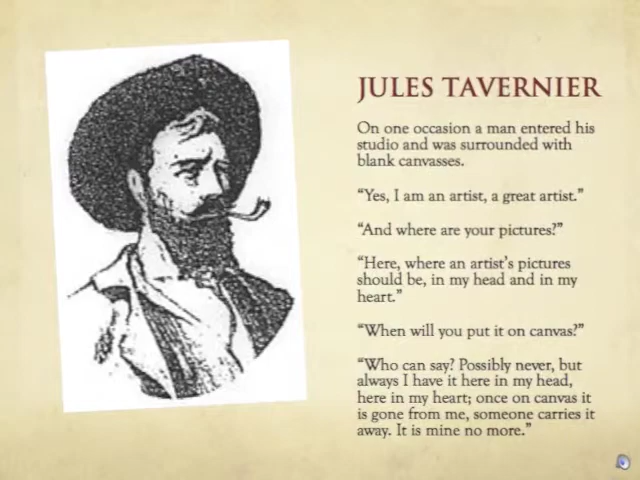 JULES TAVERNIER
On one occasion a man entered his
studio and was surrounded with
blank canvasses.
“Yes, I am an artist, a great artist.”
“And where are your pictures?”
“Here, where an artist’s pictures
should be, in my head and in my
heart.”
“When will you put it on canvas?”
“Who can say? Possibly never, but
always I have it here in my head,
here in my heart; once on canvas it
is gone from me, someone carries it
away. It is mine no more.”